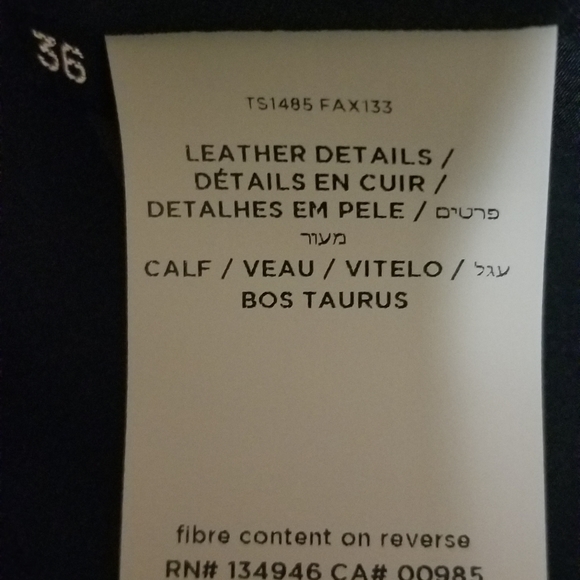 36
TS1485 FAX133
LEATHER DETAILS /
DÉTAILS EN CUIR /
DETALHES EM PELE / פרטים
מעור
CALF / VEAU / VITELO / עגל
BOS TAURUS
fibre content on reverse
RN# 134946 CA# 00985